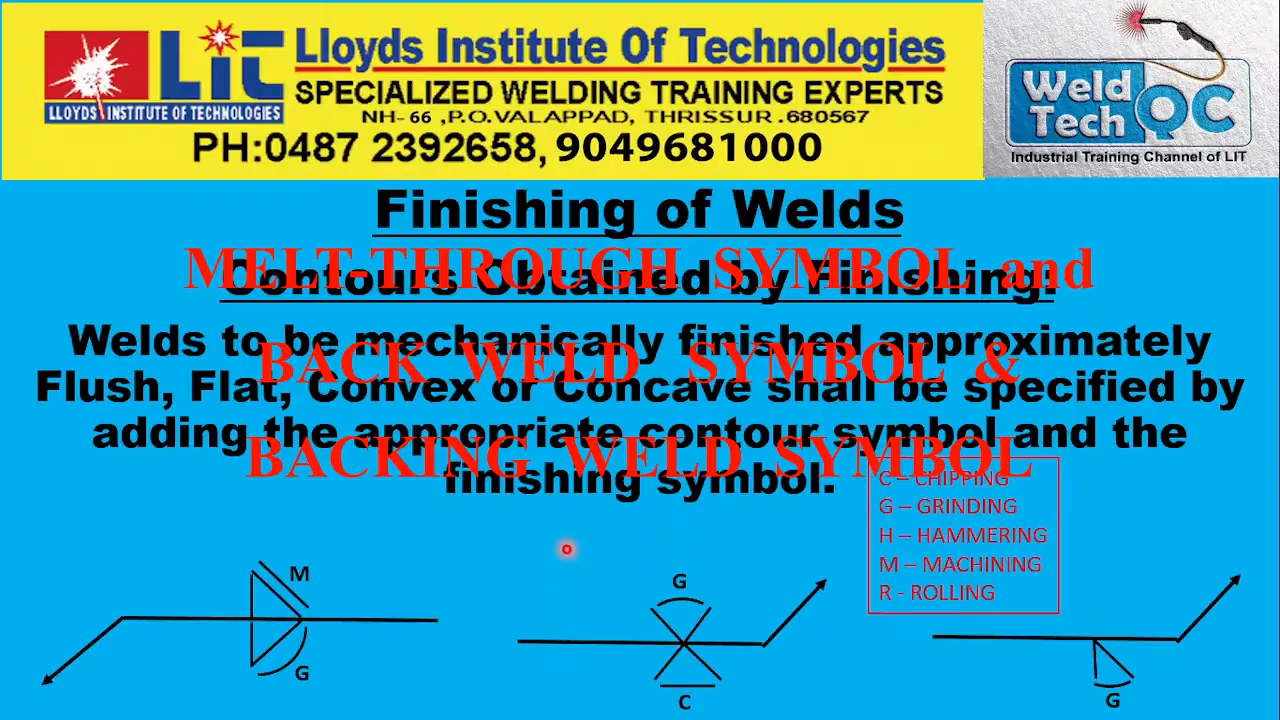 LIT
LLOYDS INSTITUTE OF TECHNOLOGIES
Lloyds Institute Of Technologies
SPECIALIZED WELDING TRAINING EXPERTS
NH- 66 ,P.O.VALAPPAD, THRISSUR .680567
PH:0487 2392658, 9049681000
Weld
Tech QC
Industrial Training Channel of LIT
Finishing of Welds
MELT-THROUGH SYMBOL and
Contours Obtained by Finishing:
Welds to be mechanically finished approximately
BACK WELD SYMBOL &
Flush, Flat, Convex or Concave shall be specified by
adding the appropriate contour symbol and the
BACKING WELD SYMBOL
finishing symbol.
C – CHIPPING
G – GRINDING
H – HAMMERING
M – MACHINING
R - ROLLING
M
G
G
C
G